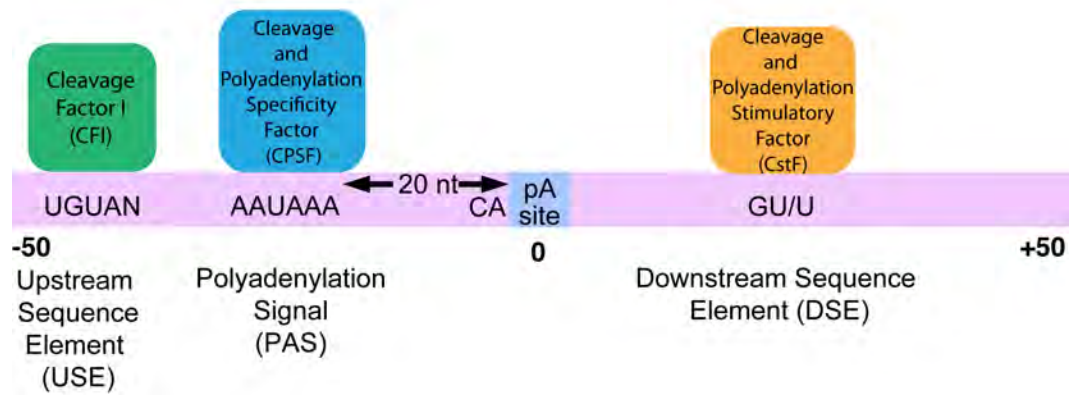 Cleavage
Factor I
(CFI)
Cleavage
and
Polyadenylation
Specificity
Factor
(CPSF)
Cleavage
and
Polyadenylation
Stimulatory
Factor
(CstF)
UGUAN
AAUAAA
20 nt
CA
pA
site
GU/U
-50
0
+50
Upstream
Sequence
Element
(USE)
Polyadenylation
Signal
(PAS)
Downstream Sequence
Element (DSE)